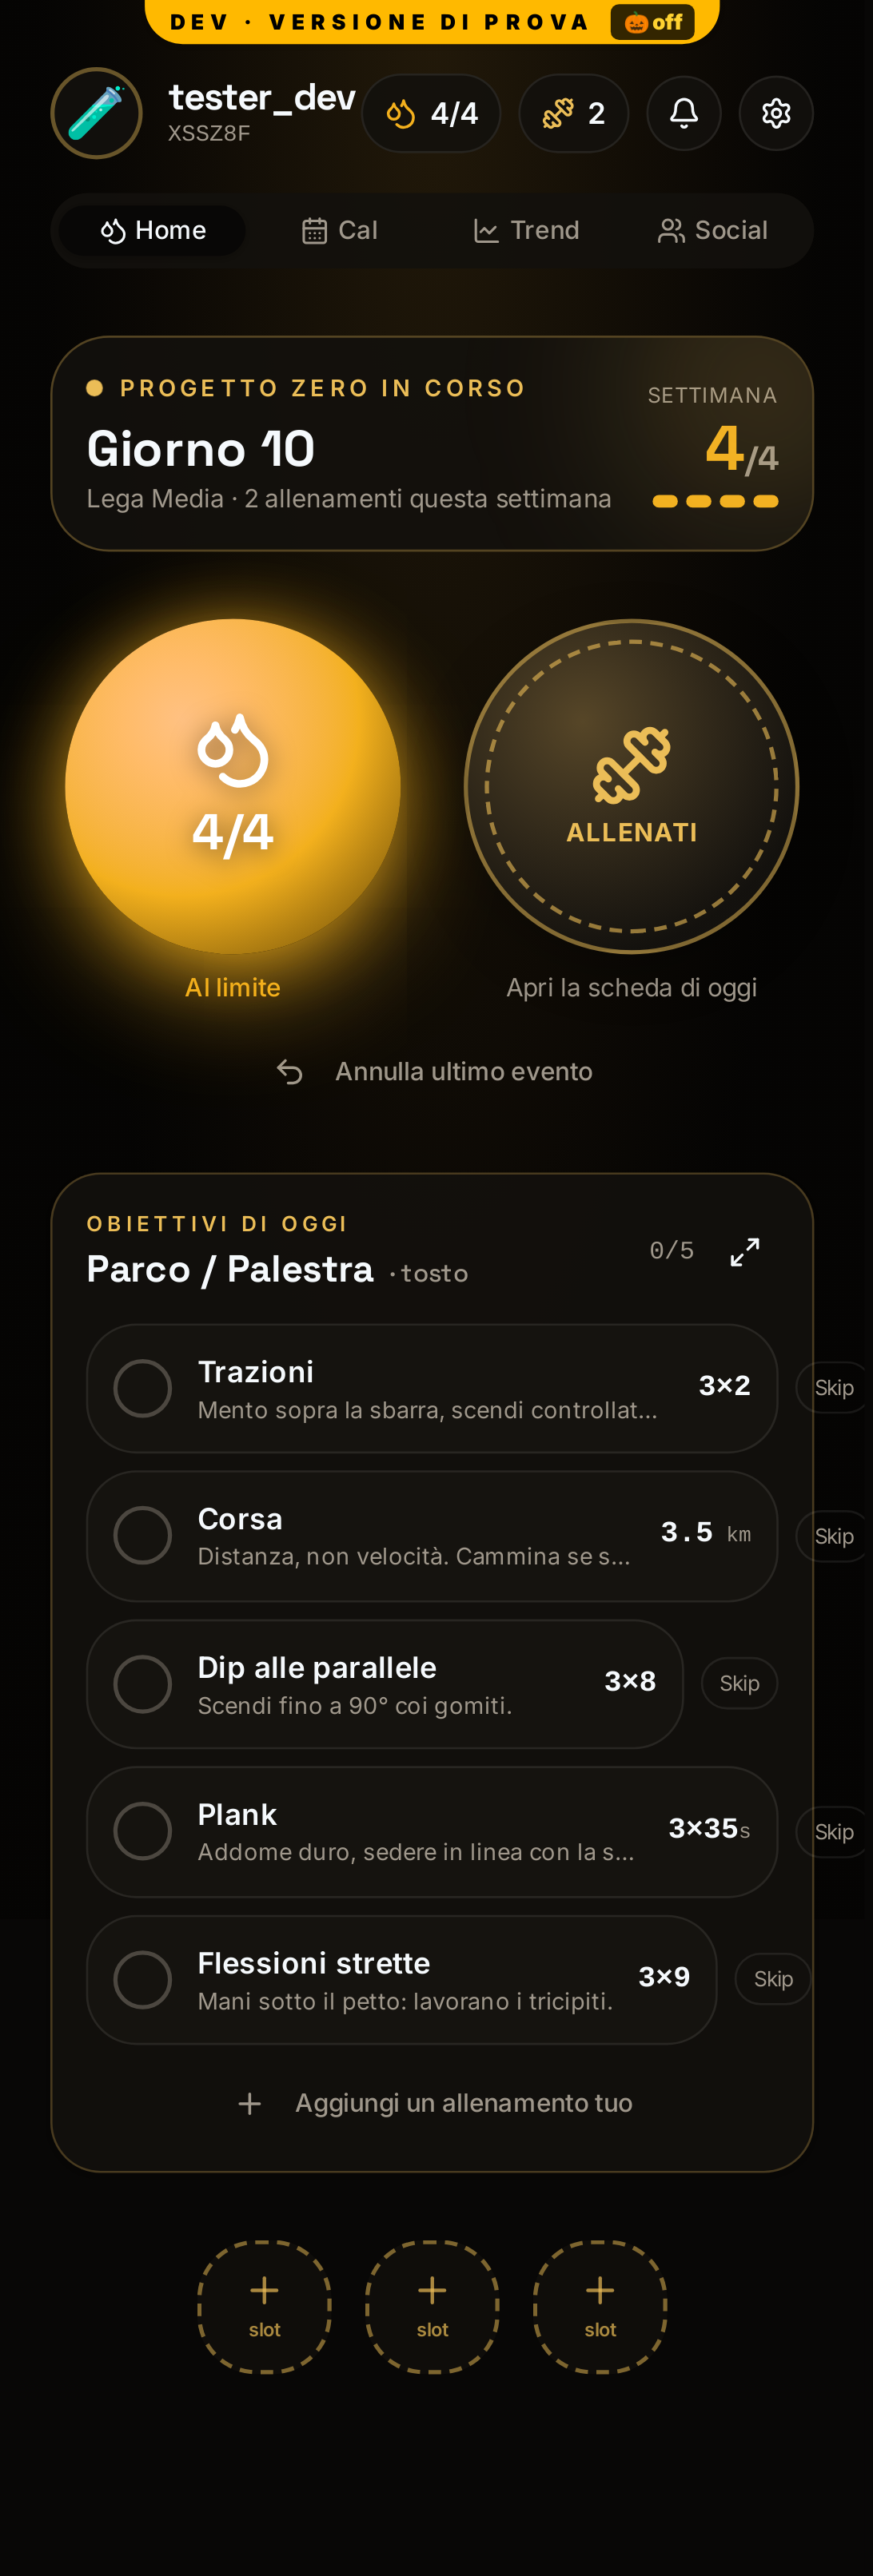 DEV · VERSIONE DI PROVA 🎃off
tester_dev
XSSZ8F
4/4
2
Home
Cal
Trend
Social
PROGETTO ZERO IN CORSO
Giorno 10
Lega Media · 2 allenamenti questa settimana
SETTIMANA
4/4
4/4
Al limite
ALLENATI
Apri la scheda di oggi
Annulla ultimo evento
OBIETTIVI DI OGGI
Parco / Palestra · tosto
0/5
Trazioni
Mento sopra la sbarra, scendi controllat...
3×2
Skip
Corsa
Distanza, non velocità. Cammina se s...
3.5 km
Skip
Dip alle parallele
Scendi fino a 90° coi gomiti.
3×8
Skip
Plank
Addome duro, sedere in linea con la s...
3×35s
Skip
Flessioni strette
Mani sotto il petto: lavorano i tricipiti.
3×9
Skip
Aggiungi un allenamento tuo
slot
slot
slot